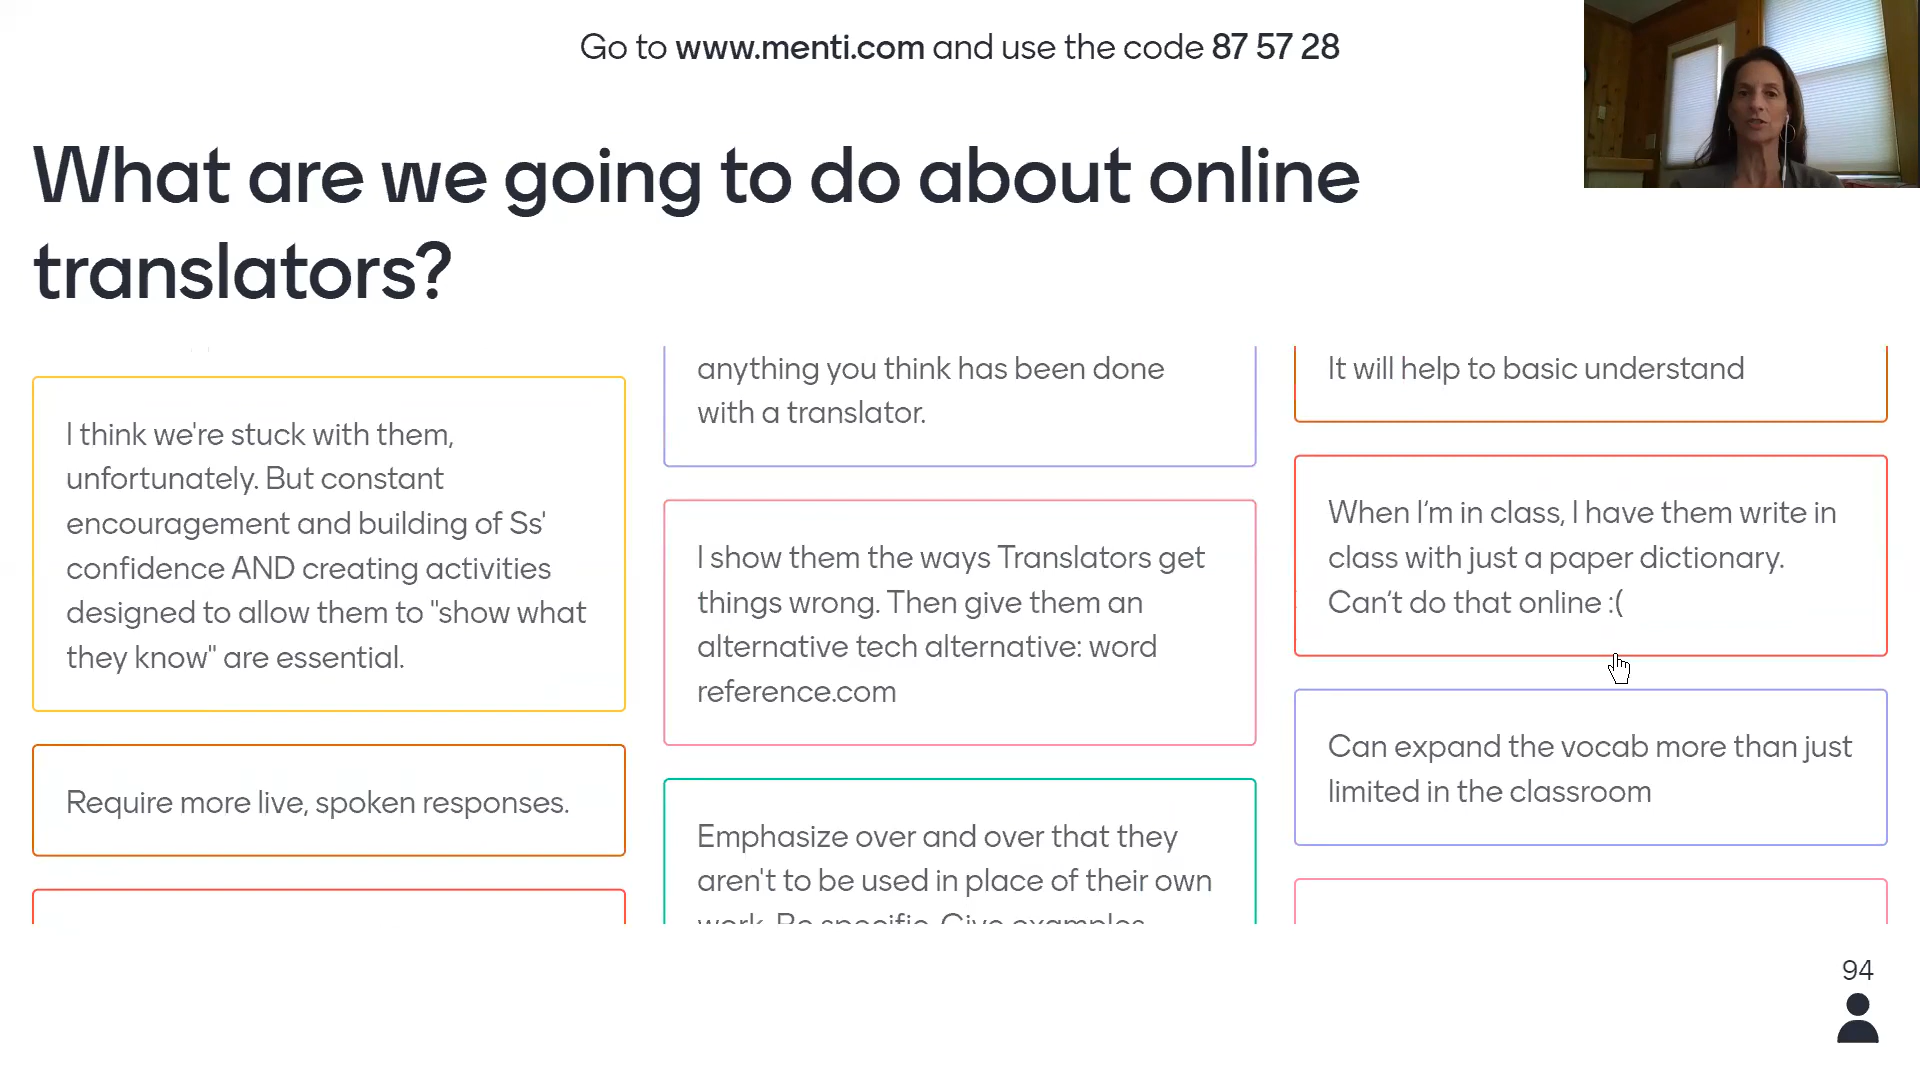 Go to www.menti.com and use the code 87 57 28
What are we going to do about online
translators?
I think we're stuck with them,
unfortunately. But constant
encouragement and building of Ss'
confidence AND creating activities
designed to allow them to "show what
they know" are essential.
Require more live, spoken responses.
anything you think has been done
with a translator.
I show them the ways Translators get
things wrong. Then give them an
alternative tech alternative: word
reference.com
Emphasize over and over that they
aren't to be used in place of their own
work. Be specific. Give examples
It will help to basic understand
When I'm in class, I have them write in
class with just a paper dictionary.
Can't do that online :(
Can expand the vocab more than just
limited in the classroom
94